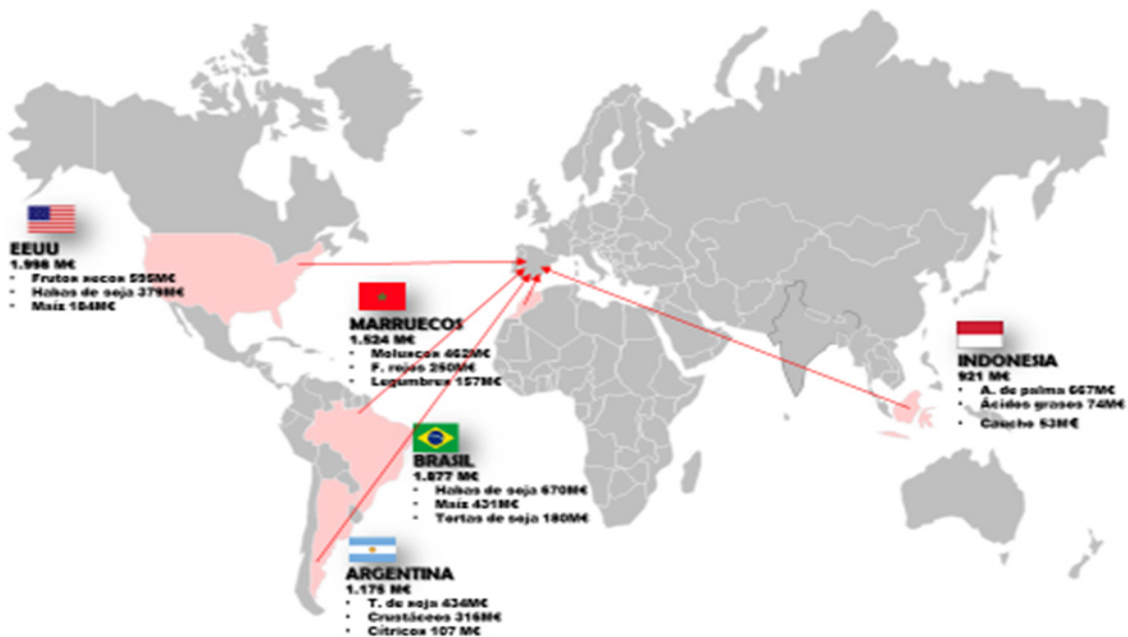 EEUU
1.998 M€
• Frutos secos 595M€
• Habas de soja 379M€
• Maíz 184M€
MARRUECOS
1.524 M€
• Moluscos 462M€
• F. rojos 250M€
• Legumbres 157M€
INDONESIA
921 M€
• A. de palma 667M€
• Ácidos grasos 74M€
• Caucho 53M€
BRASIL
1.877 M€
• Habas de soja 670M€
• Maíz 431M€
• Tortas de soja 180M€
ARGENTINA
1.175 M€
• T. de soja 434M€
• Crustáceos 316M€
• Cítricos 107 M€